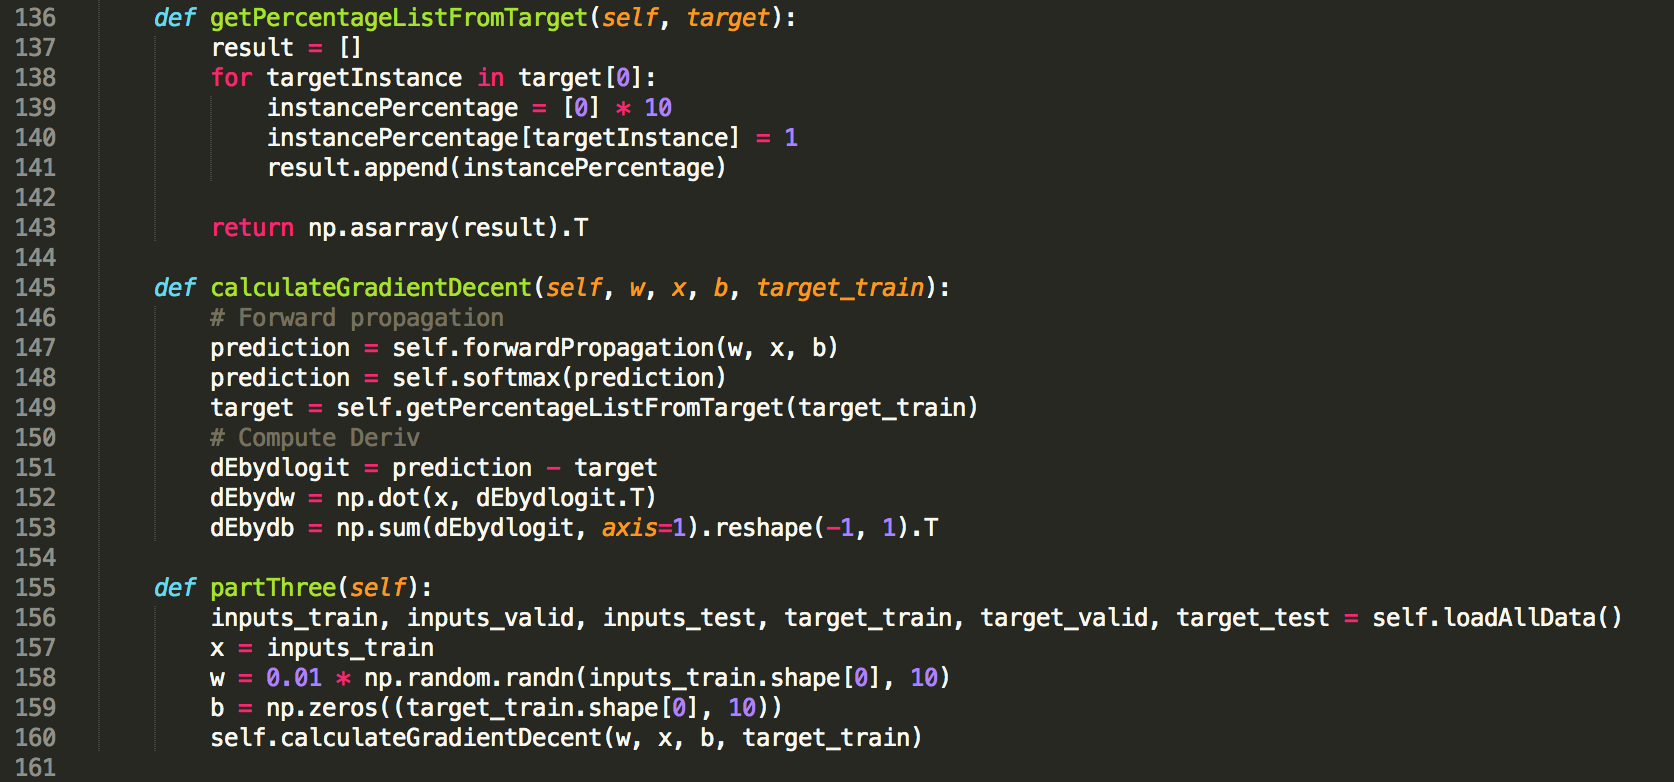 136 def getPercentageListFromTarget(self, target):
137 result = []
138 for targetInstance in target[0]:
139 instancePercentage = [0] * 10
140 instancePercentage[targetInstance] = 1
141 result.append(instancePercentage)
142
143 return np.asarray(result).T
144
145 def calculateGradientDecent(self, w, x, b, target_train):
146 # Forward propagation
147 prediction = self.forwardPropagation(w, x, b)
148 prediction = self.softmax(prediction)
149 target = self.getPercentageListFromTarget(target_train)
150 # Compute Deriv
151 dEbydlogit = prediction - target
152 dEbydw = np.dot(x, dEbydlogit.T)
153 dEbydb = np.sum(dEbydlogit, axis=1).reshape(-1, 1).T
154
155 def partThree(self):
156 inputs_train, inputs_valid, inputs_test, target_train, target_valid, target_test = self.loadAllData()
157 x = inputs_train
158 w = 0.01 * np.random.randn(inputs_train.shape[0], 10)
159 b = np.zeros((target_train.shape[0], 10))
160 self.calculateGradientDecent(w, x, b, target_train)
161